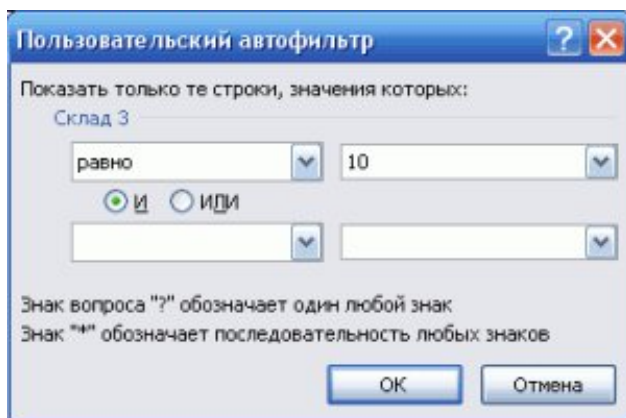 Пользовательский автофильтр
Показать только те строки, значения которых:
Склад 3
равно 10
И ИЛИ
Знак вопроса "?" обозначает один любой знак
Знак "*" обозначает последовательность любых знаков
ОК Отмена